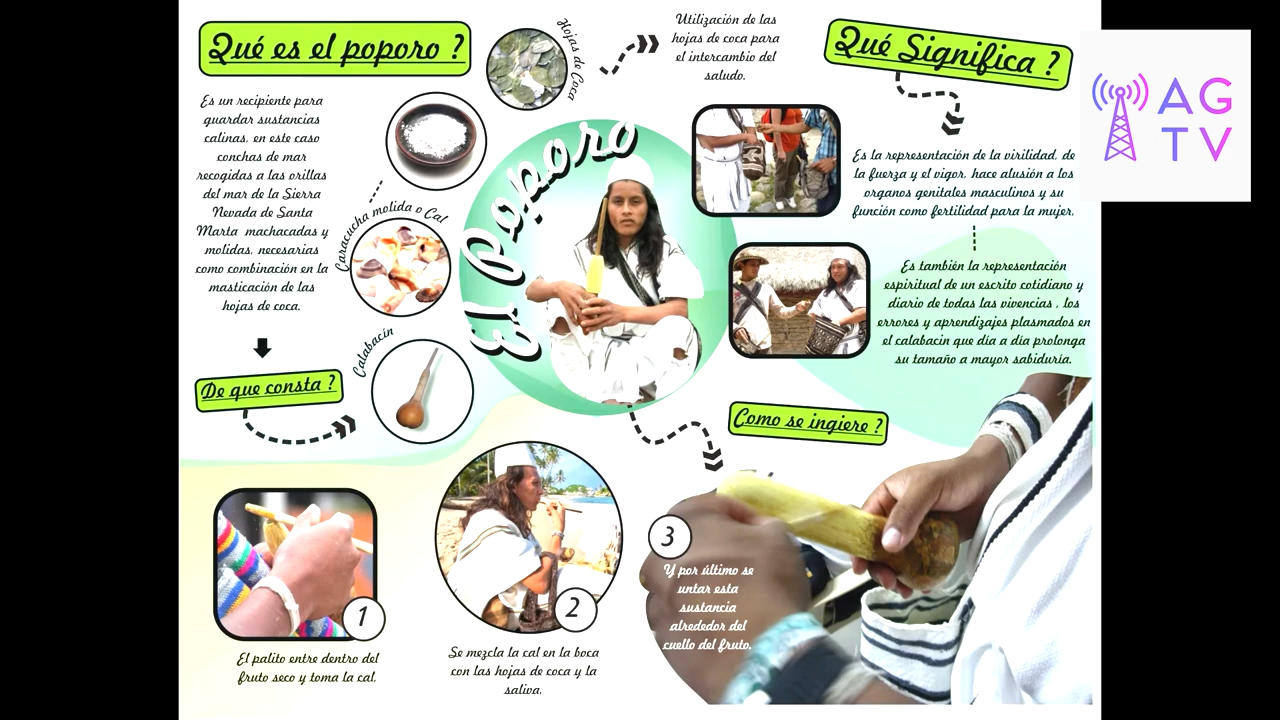 Qué es el poporo ?
Es un recipiente para
guardar sustancias
calinas, en este caso
conchas de mar
recogidas a las orillas
del mar de la Sierra
Nevada de Santa
Marta machacadas y
molidas, necesarias
como combinación en la
masticación de las
hojas de coca.
De que consta ?
Caracucha molida o Cal
Calabacín
Hojas de Coca
Utilización de las
hojas de coca para
el intercambio del
saludo.
El Poporo
Qué Significa ?
Es la representación de la virilidad, de
la fuerza y el vigor, hace alusión a los
organos genitales masculinos y su
función como fertilidad para la mujer.
Es también la representación
espiritual de un escrito cotidiano y
diario de todas las vivencias , los
errores y aprendizajes plasmados en
el calabacin que dia a dia prolonga
su tamaño a mayor sabiduría.
AG
TV
Como se ingiere ?
1
El palito entre dentro del
fruto seco y toma la cal.
2
Se mezcla la cal en la boca
con las hojas de coca y la
saliva.
3
Y por último se
untar esta
sustancia
alrededor del
cuello del fruto.